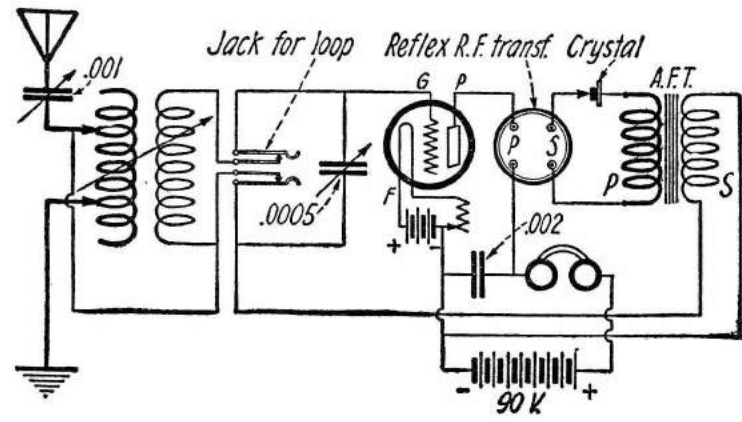 Jack for loop
Reflex R.F. transf.
Crystal
.001
G
P
A.F.T.
P
S
P
S
.0005
F
+
-
.002
-
+
90 V.